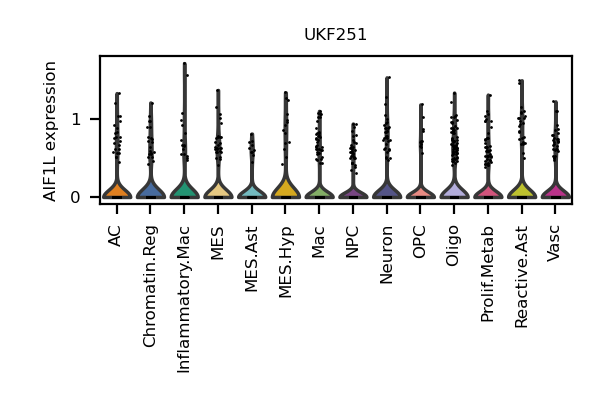 UKF251
AIF1L expression
1
0
AC
Chromatin.Reg
Inflammatory.Mac
MES
MES.Ast
MES.Hyp
Mac
NPC
Neuron
OPC
Oligo
Prolif.Metab
Reactive.Ast
Vasc